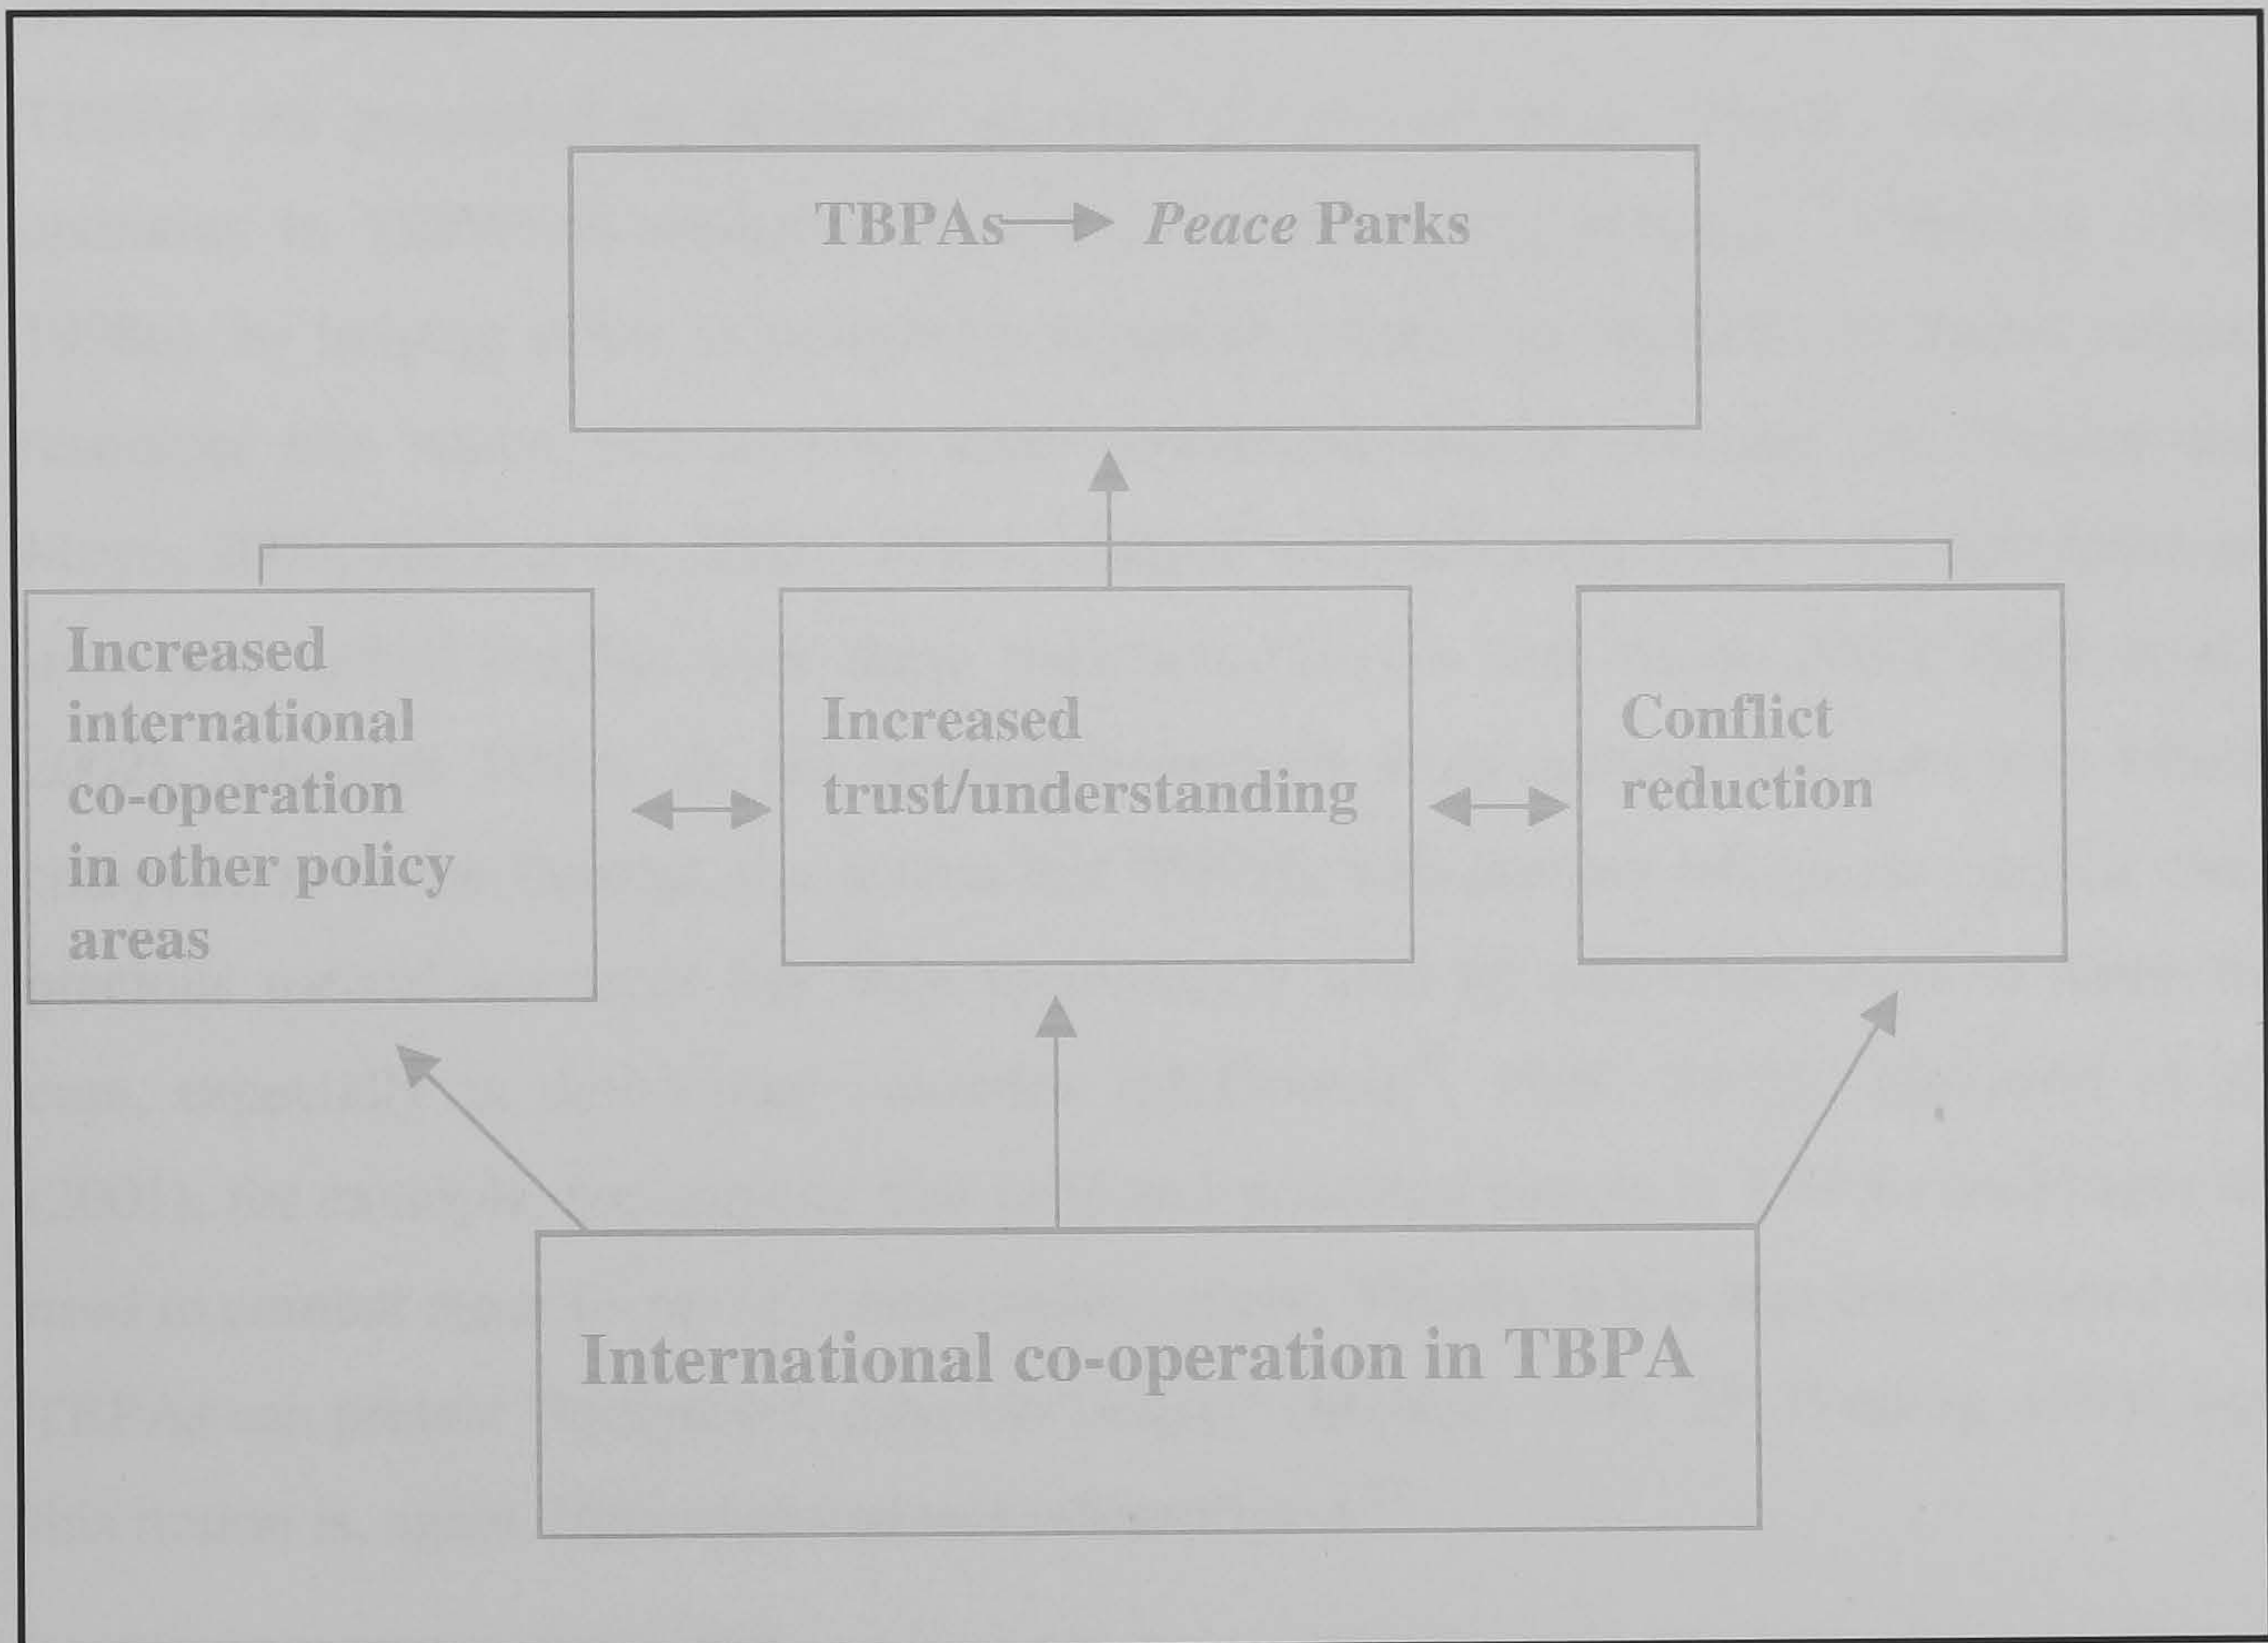 TBPAs Peace Parks
Increased
international
co-operation
in other policy
areas
Increased
trust/understanding
Conflict
reduction
International co-operation in TBPA